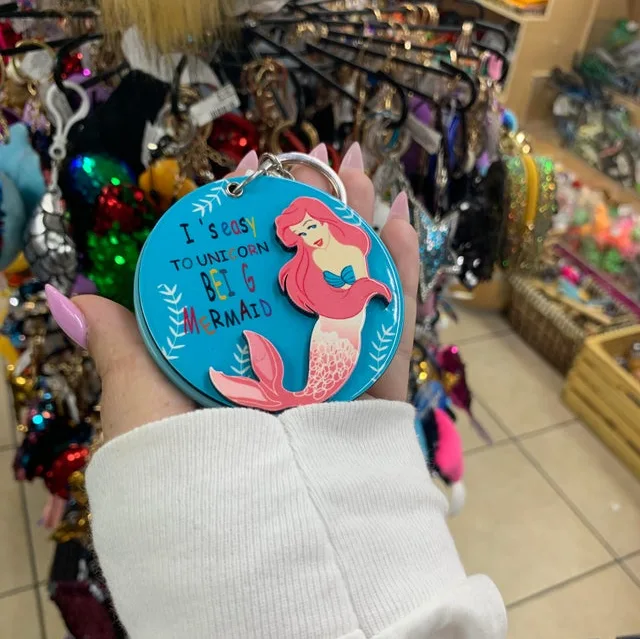 I 's easy
TO UNICORN
BEI G
MERMAID